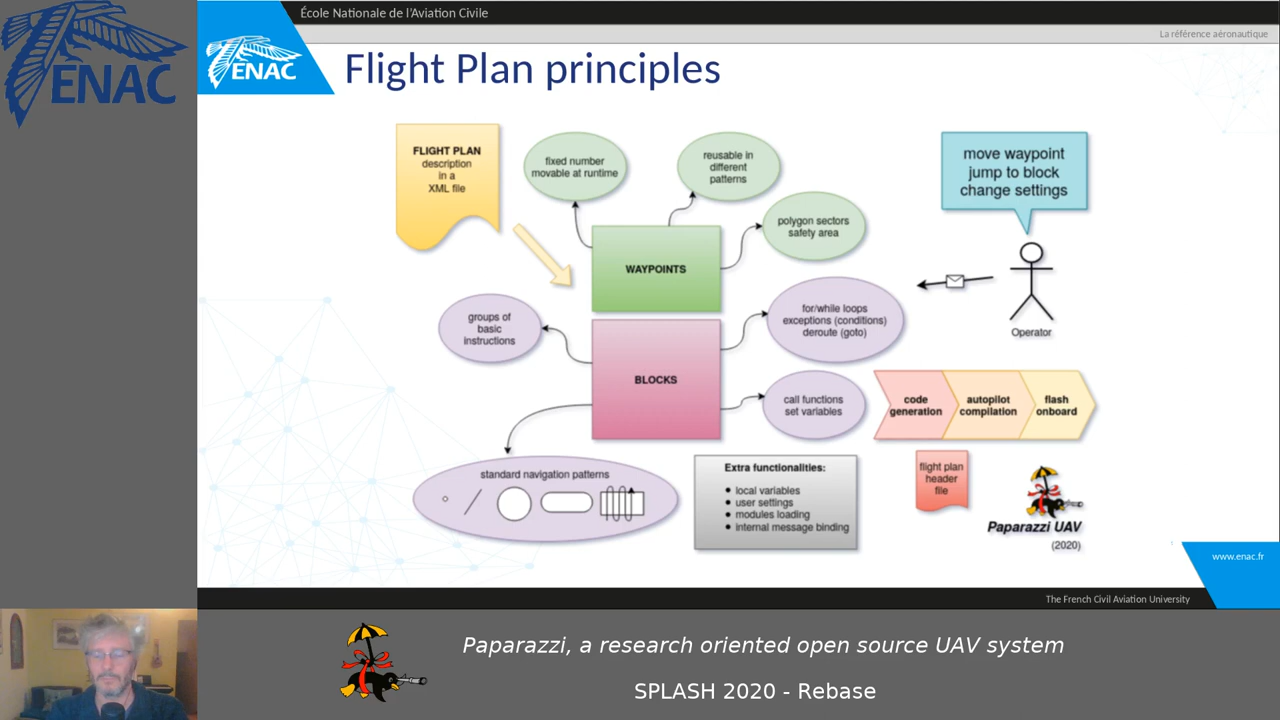 ENAC
École Nationale de l'Aviation Civile
La référence aéronautique
ENAC
Flight Plan principles
FLIGHT PLAN
description
in a
XML file
fixed number
movable at runtime
reusable in
different
patterns
polygon sectors
safety area
move waypoint
jump to block
change settings
WAYPOINTS
groups of
basic
instructions
for/while loops
exceptions (conditions)
deroute (goto)
Operator
BLOCKS
call functions
set variables
code
generation
autopilot
compilation
flash
onboard
standard navigation patterns
Extra functionalities:
• local variables
• user settings
• modules loading
• internal message binding
flight plan
header
file
Paparazzi UAV
(2020)
www.enac.fr
The French Civil Aviation University
Paparazzi, a research oriented open source UAV system
SPLASH 2020 - Rebase